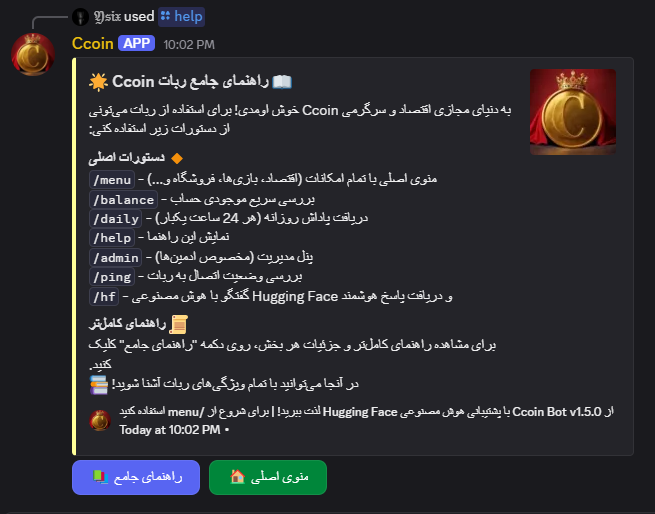 𝔜𝔰𝔦𝔵 used help
Ccoin APP 10:02 PM
📖 راهنمای جامع ربات Ccoin 🌟
به دنیای مجازی اقتصاد و سرگرمی Ccoin خوش اومدی! برای استفاده از ربات می‌تونی
از دستورات زیر استفاده کنی:
🔸 دستورات اصلی
/menu - منوی اصلی با تمام امکانات (اقتصاد، بازی‌ها، فروشگاه و...)
/balance - بررسی سریع موجودی حساب
/daily - دریافت پاداش روزانه (هر 24 ساعت یکبار)
/help - نمایش این راهنما
/admin - پنل مدیریت (مخصوص ادمین‌ها)
/ping - بررسی وضعیت اتصال به ربات
/hf - گفتگو با هوش مصنوعی Hugging Face و دریافت پاسخ هوشمند
📜 راهنمای کامل‌تر
برای مشاهده راهنمای کامل‌تر و جزئیات هر بخش، روی دکمه "راهنمای جامع" کلیک
کنید.
در آنجا می‌توانید با تمام ویژگی‌های ربات آشنا شوید! 📚
از Ccoin Bot v1.5.0 با پشتیبانی هوش مصنوعی Hugging Face لذت ببرید! | برای شروع از /menu استفاده کنید
• Today at 10:02 PM
راهنمای جامع 📗
منوی اصلی 🏠